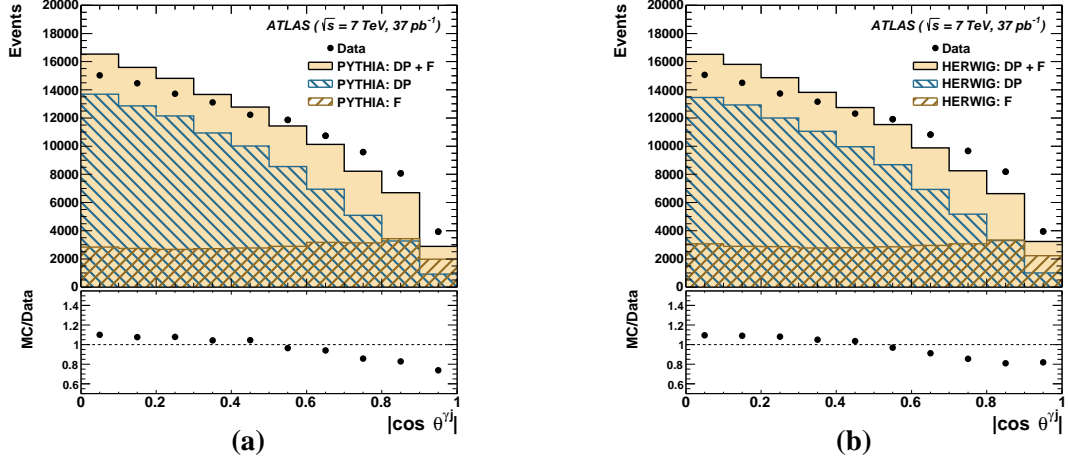 Events
20000
18000
16000
14000
12000
10000
8000
6000
4000
2000
0
ATLAS (√s = 7 TeV, 37 pb⁻¹)
Data
PYTHIA: DP + F
PYTHIA: DP
PYTHIA: F
MC/Data
1.4
1.2
1
0.8
0.6
0 0.2 0.4 0.6 0.8 1
|cos θ^γj|
(a)
Events
20000
18000
16000
14000
12000
10000
8000
6000
4000
2000
0
ATLAS (√s = 7 TeV, 37 pb⁻¹)
Data
HERWIG: DP + F
HERWIG: DP
HERWIG: F
MC/Data
1.4
1.2
1
0.8
0.6
0 0.2 0.4 0.6 0.8 1
|cos θ^γj|
(b)